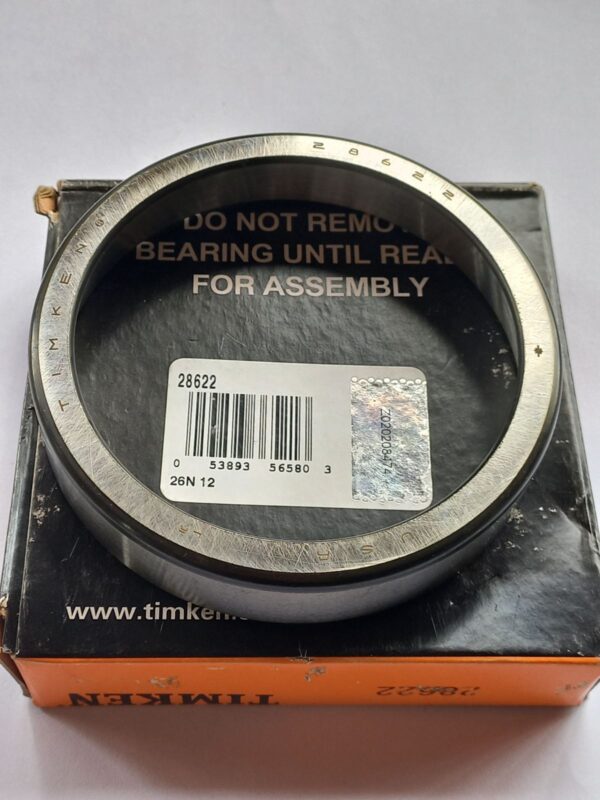 28622
TIMKEN®
DO NOT REMO
BEARING UNTIL REA
FOR ASSEMBLY
28622
0 53893 56580 3
26N 12
www.timken.
TIMKEN
28622